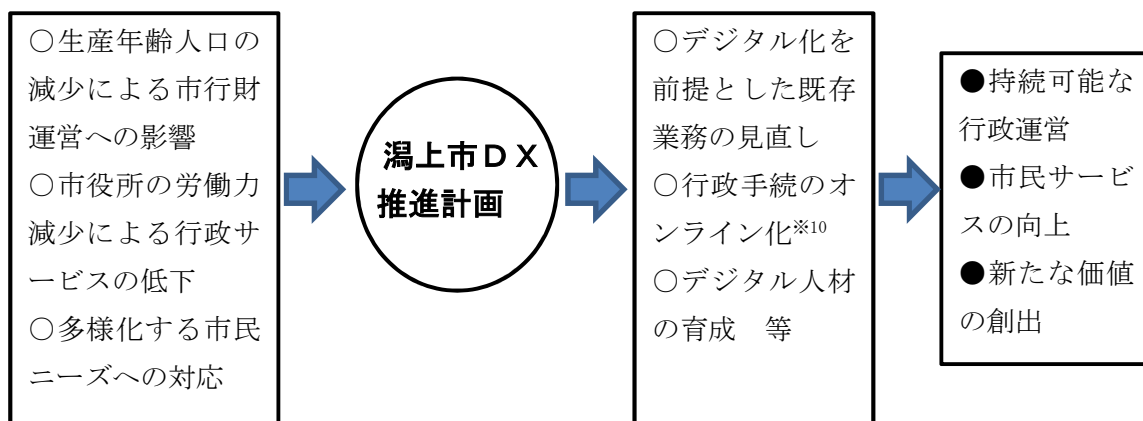 ○生産年齢人口の
減少による市行財
運営への影響
○市役所の労働力
減少による行政サ
ービスの低下
○多様化する市民
ニーズへの対応
潟上市ＤＸ
推進計画
○デジタル化を
前提とした既存
業務の見直し
○行政手続のオ
ンライン化※10
○デジタル人材
の育成　等
●持続可能な
行政運営
●市民サービ
スの向上
●新たな価値
の創出